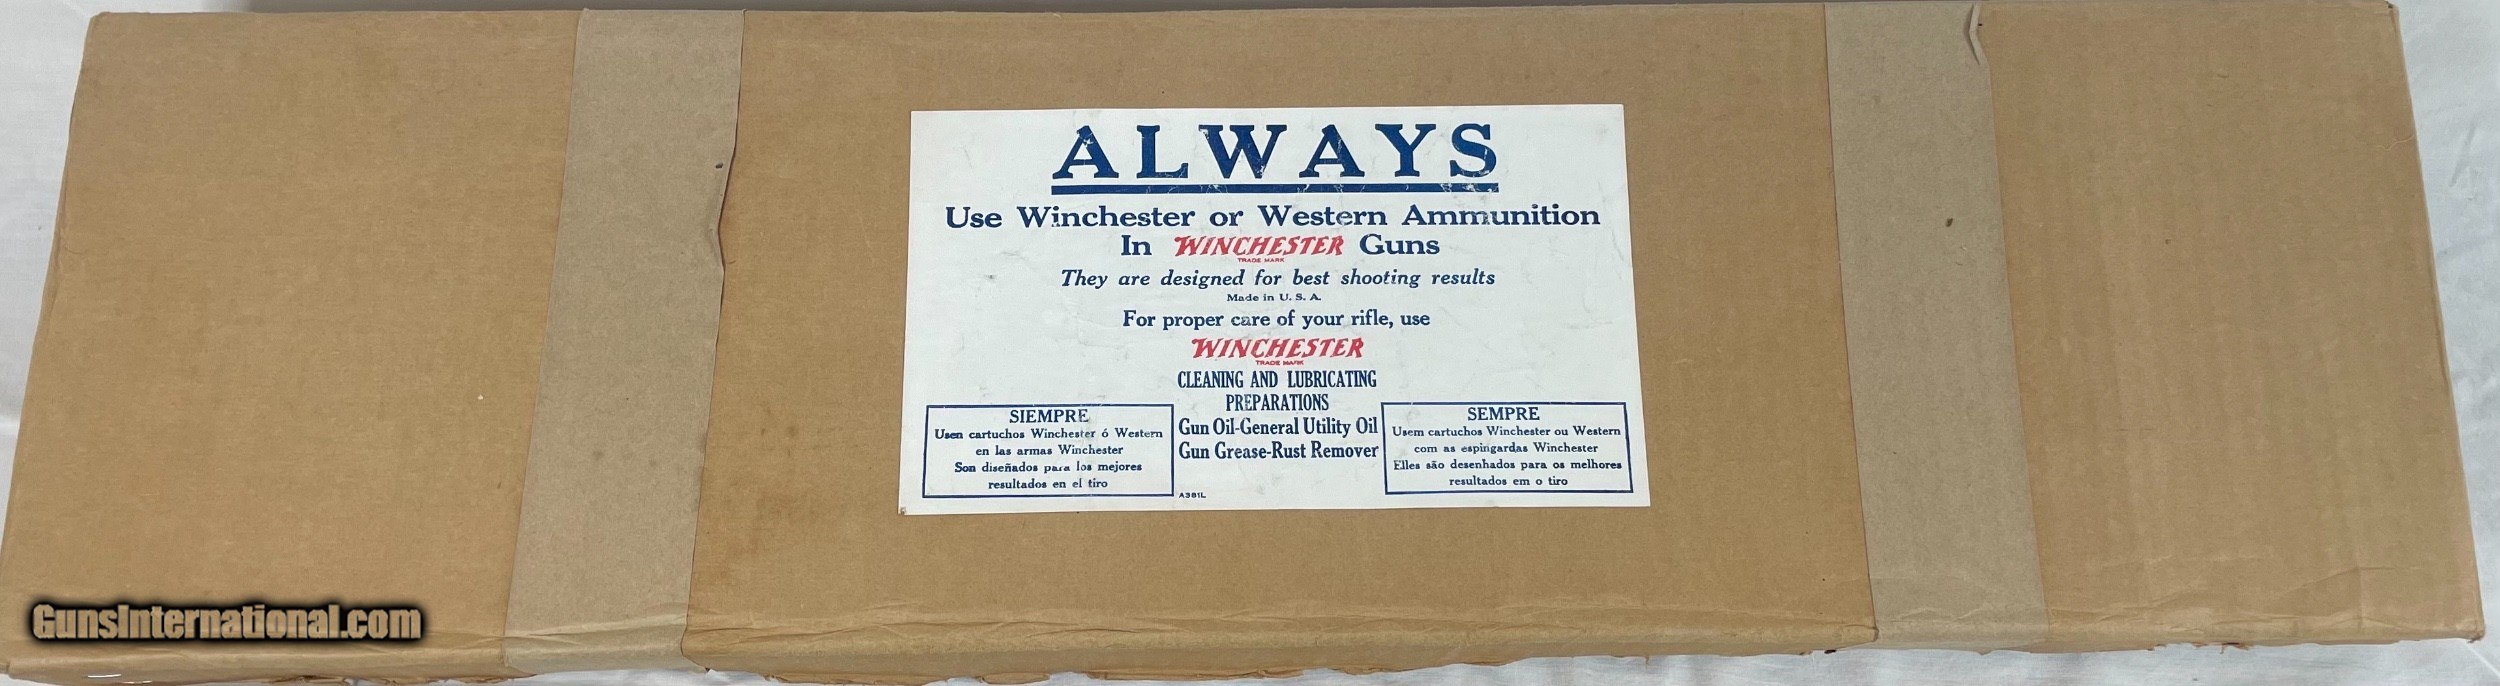 ALWAYS
Use Winchester or Western Ammunition
In WINCHESTER Guns
TRADE MARK
They are designed for best shooting results
Made in U. S. A.
For proper care of your rifle, use
WINCHESTER
TRADE MARK
CLEANING AND LUBRICATING
PREPARATIONS
Gun Oil-General Utility Oil
Gun Grease-Rust Remover
SIEMPRE
Usen cartuchos Winchester ó Western
en las armas Winchester
Son diseñados para los mejores
resultados en el tiro
A381L
SEMPRE
Usem cartuchos Winchester ou Western
com as espingardas Winchester
Elles são desenhados para os melhores
resultados em o tiro
GunsInternational.com